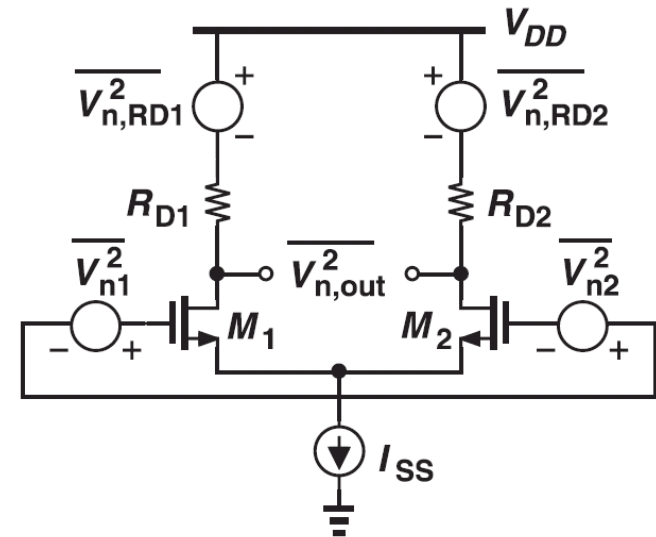 V_DD
+ +
V²_n,RD1 V²_n,RD2
− −
R_D1 R_D2
V²_n1 V²_n,out V²_n2
M_1 M_2
− + − +
I_SS